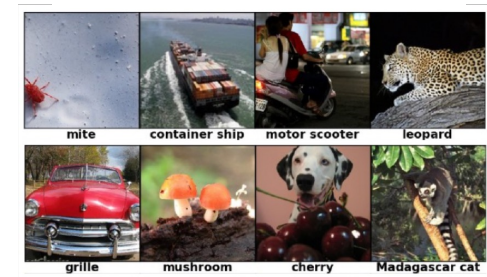 mite
container ship
motor scooter
leopard
grille
mushroom
cherry
Madagascar cat